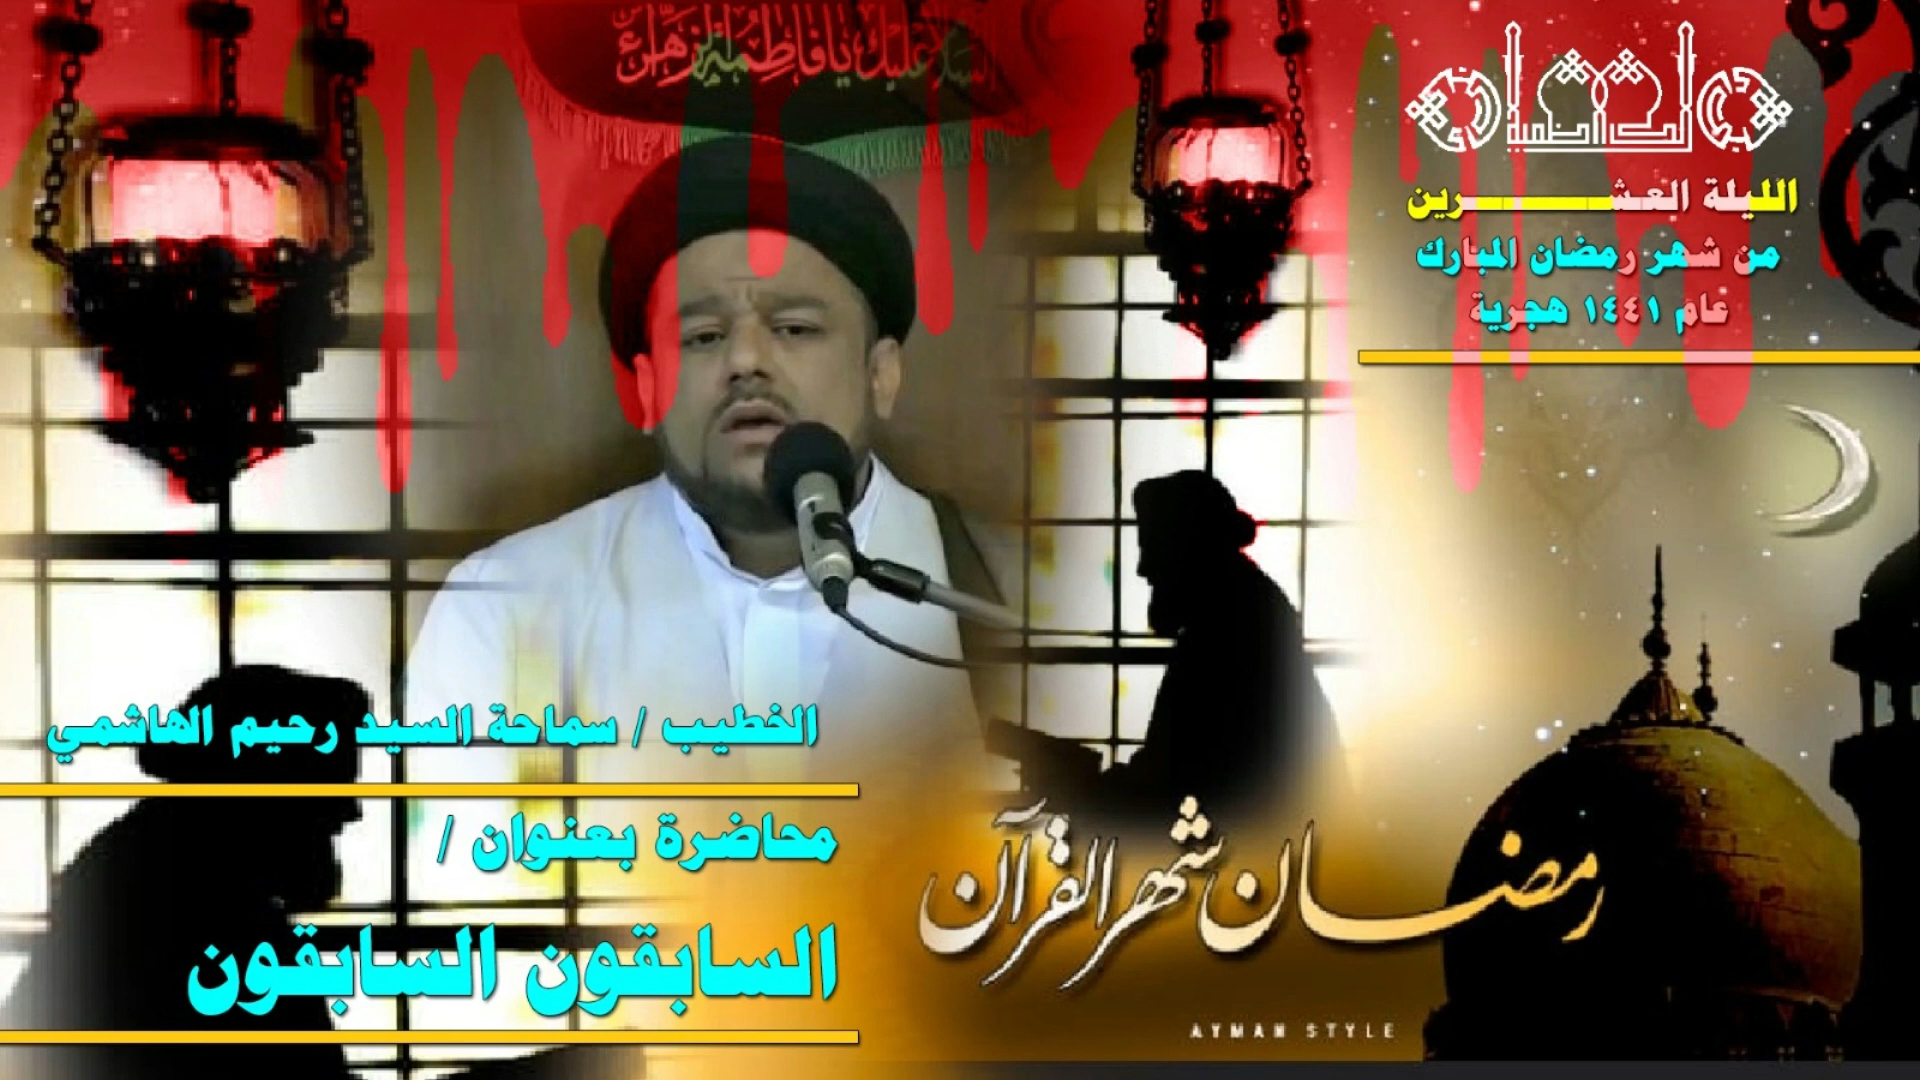 السلام عليك يا فاطمة الزهراء
الليلة العشرين
من شهر رمضان المبارك
عام ١٤٤١ هجرية
الخطيب / سماحة السيد رحيم الهاشمي
محاضرة بعنوان /
السابقون السابقون
رمضان شهر القرآن
AYMAN STYLE